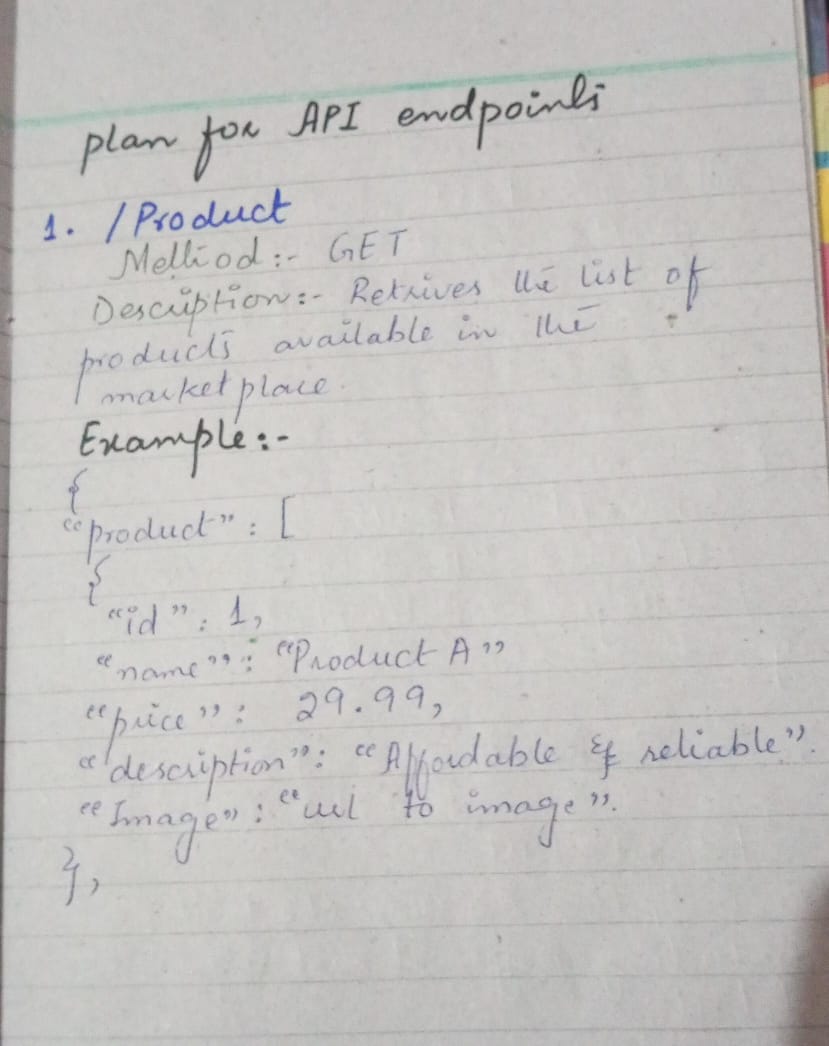 plan for API endpoints
1. /Product
Method:- GET
Description:- Retrives the list of
products available in the
marketplace.
Example:-
{
"product": [
{
"id": 1,
"name": "Product A"
"price": 29.99,
"description": "Affordable & reliable".
"Image": "url to image".
},